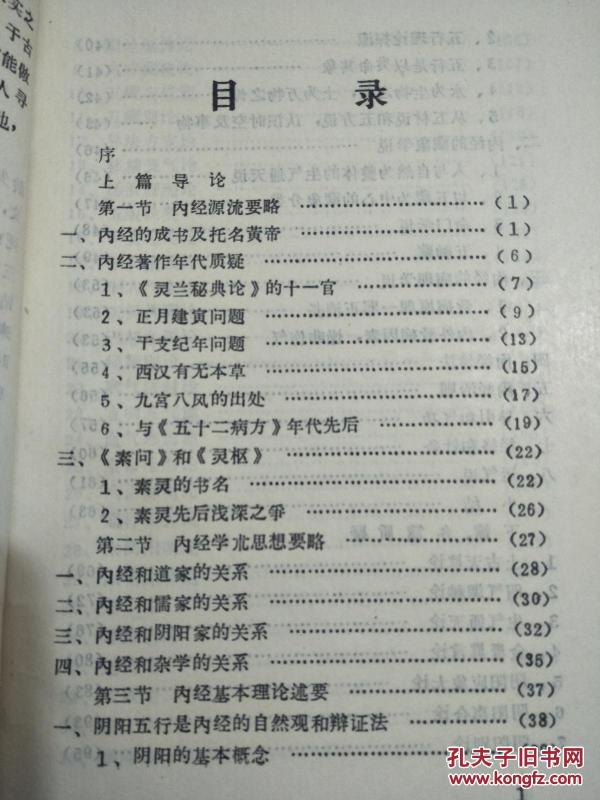 实之
于古
能做
人寻
也，
目 录
序
上 篇 导 论
第一节 内经源流要略 ………………………(1)
一、内经的成书及托名黄帝 ………………………(1)
二、内经著作年代质疑 ………………………(6)
1、《灵兰秘典论》的十一官 ………………………(7)
2、正月建寅问题 ………………………(9)
3、干支纪年问题 ………………………(13)
4、西汉有无本草 ………………………(15)
5、九宫八风的出处 ………………………(17)
6、与《五十二病方》年代先后 ………………………(19)
三、《素问》和《灵枢》 ………………………(22)
1、素灵的书名 ………………………(22)
2、素灵先后浅深之争 ………………………(26)
第二节 内经学朮思想要略 ………………………(27)
一、内经和道家的关系 ………………………(28)
二、内经和儒家的关系 ………………………(30)
三、内经和阴阳家的关系 ………………………(32)
四、内经和杂学的关系 ………………………(35)
第三节 内经基本理论述要 ………………………(37)
一、阴阳五行是内经的自然观和辩证法 ………………………(38)
1、阴阳的基本概念 ………………………
1
孔夫子旧书网
www.kongfz.com